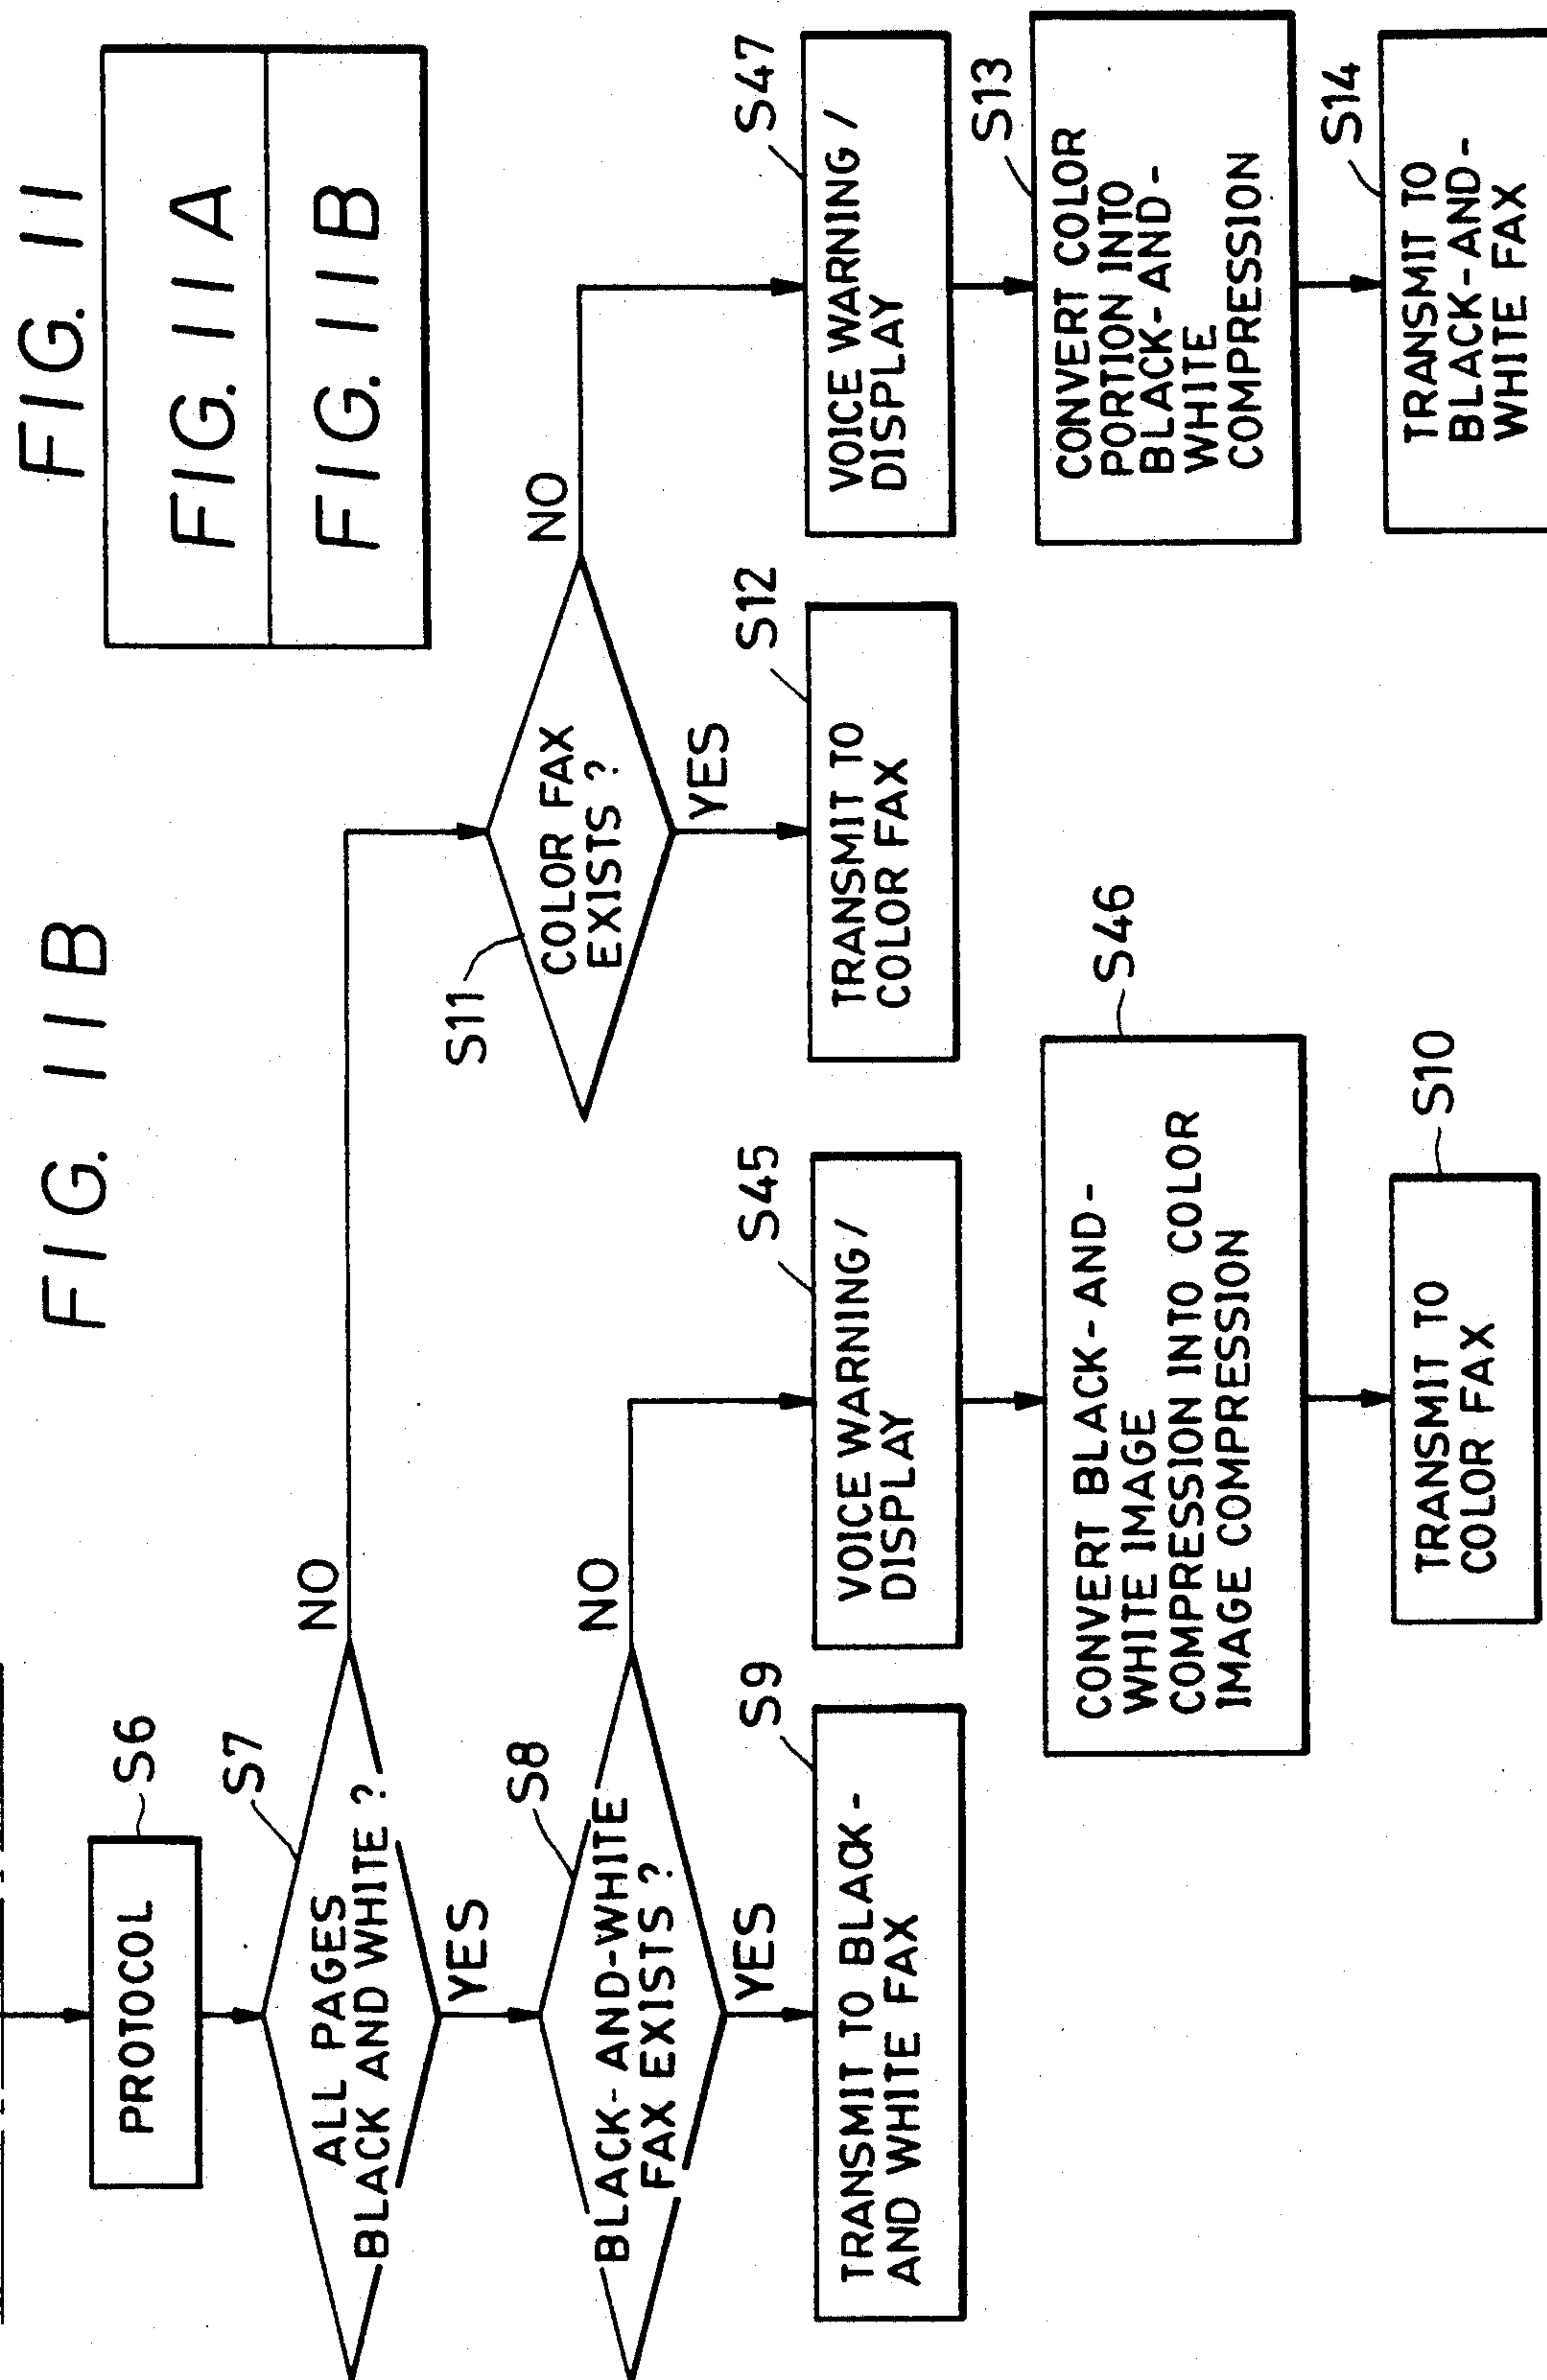 FIG. 11B
FIG. 11
FIG. 11A
FIG. 11B
PROTOCOL
S6
S7
ALL PAGES
BLACK AND WHITE ?
NO
YES
S8
BLACK-AND-WHITE
FAX EXISTS ?
NO
YES
S9
TRANSMIT TO BLACK-
AND WHITE FAX
S45
VOICE WARNING/
DISPLAY
S46
CONVERT BLACK-AND-
WHITE IMAGE
COMPRESSION INTO COLOR
IMAGE COMPRESSION
S10
TRANSMIT TO
COLOR FAX
S11
COLOR FAX
EXISTS ?
NO
YES
S12
TRANSMIT TO
COLOR FAX
S47
VOICE WARNING /
DISPLAY
S13
CONVERT COLOR
PORTION INTO
BLACK-AND-
WHITE
COMPRESSION
S14
TRANSMIT TO
BLACK-AND-
WHITE FAX